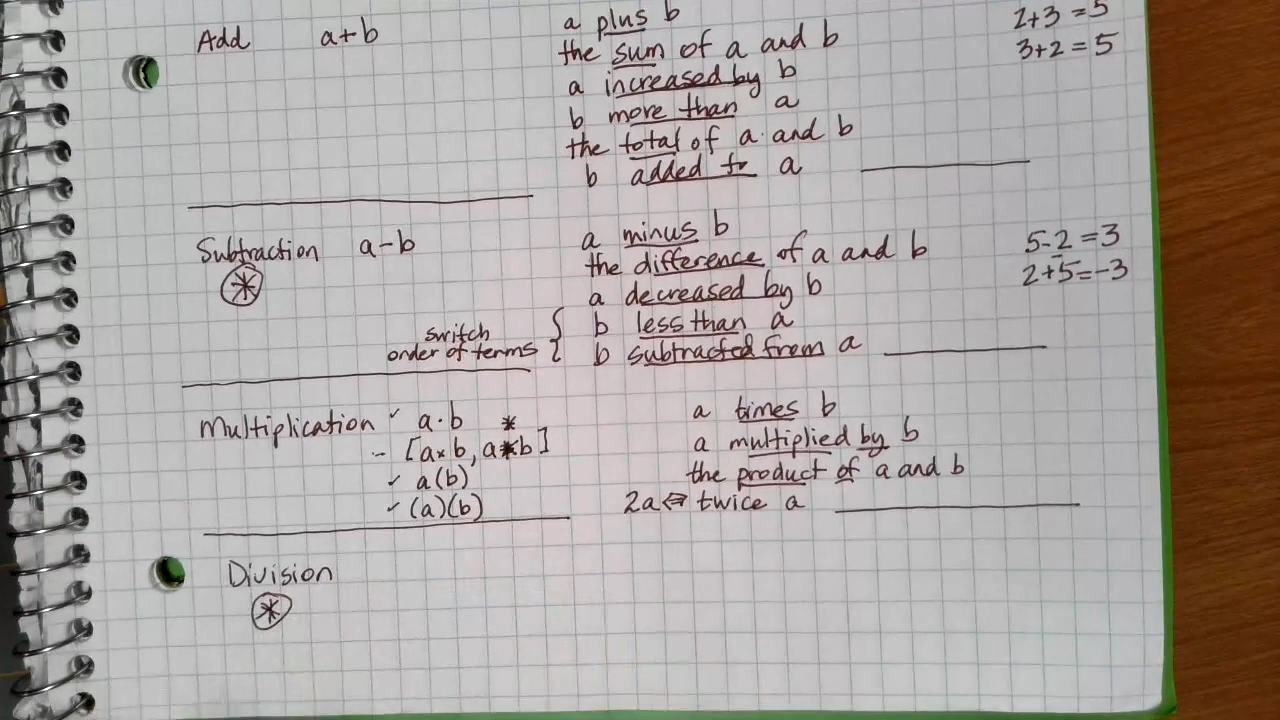 Add a+b a plus b 2+3 = 5
the sum of a and b 3+2 = 5
a increased by b
b more than a
the total of a and b
b added to a
Subtraction a-b a minus b 5-2 = 3
* the difference of a and b 2+5=-3
a decreased by b
switch { b less than a
order of terms b subtracted from a
Multiplication ✓ a·b * a times b
- [a×b, a*b] a multiplied by b
✓ a(b) the product of a and b
✓ (a)(b) 2a⇔ twice a
Division
*